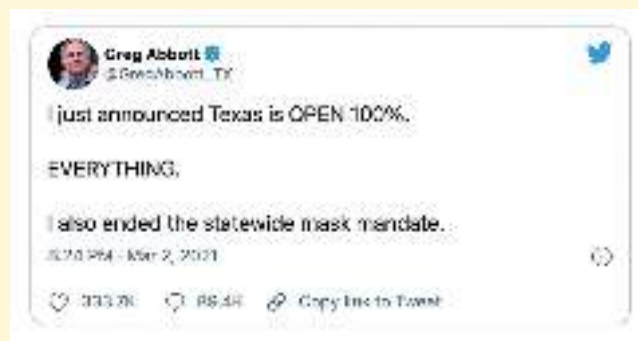 Greg Abbott
@GregAbbott_TX
I just announced Texas is OPEN 100%.
EVERYTHING.
I also ended the statewide mask mandate.
Mar 2, 2021
Copy link to Tweet